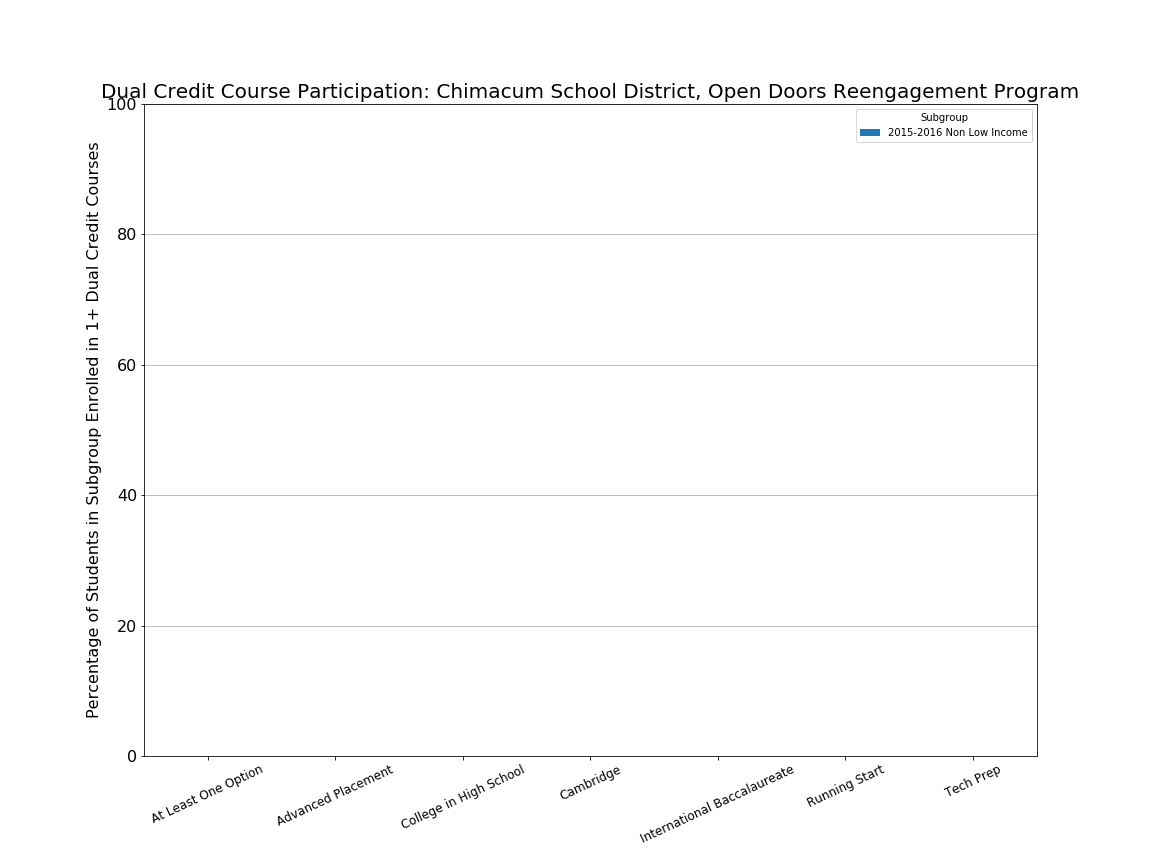 Dual Credit Course Participation: Chimacum School District, Open Doors Reengagement Program
Subgroup
2015-2016 Non Low Income
Percentage of Students in Subgroup Enrolled in 1+ Dual Credit Courses
100
80
60
40
20
0
At Least One Option
Advanced Placement
College in High School
Cambridge
International Baccalaureate
Running Start
Tech Prep